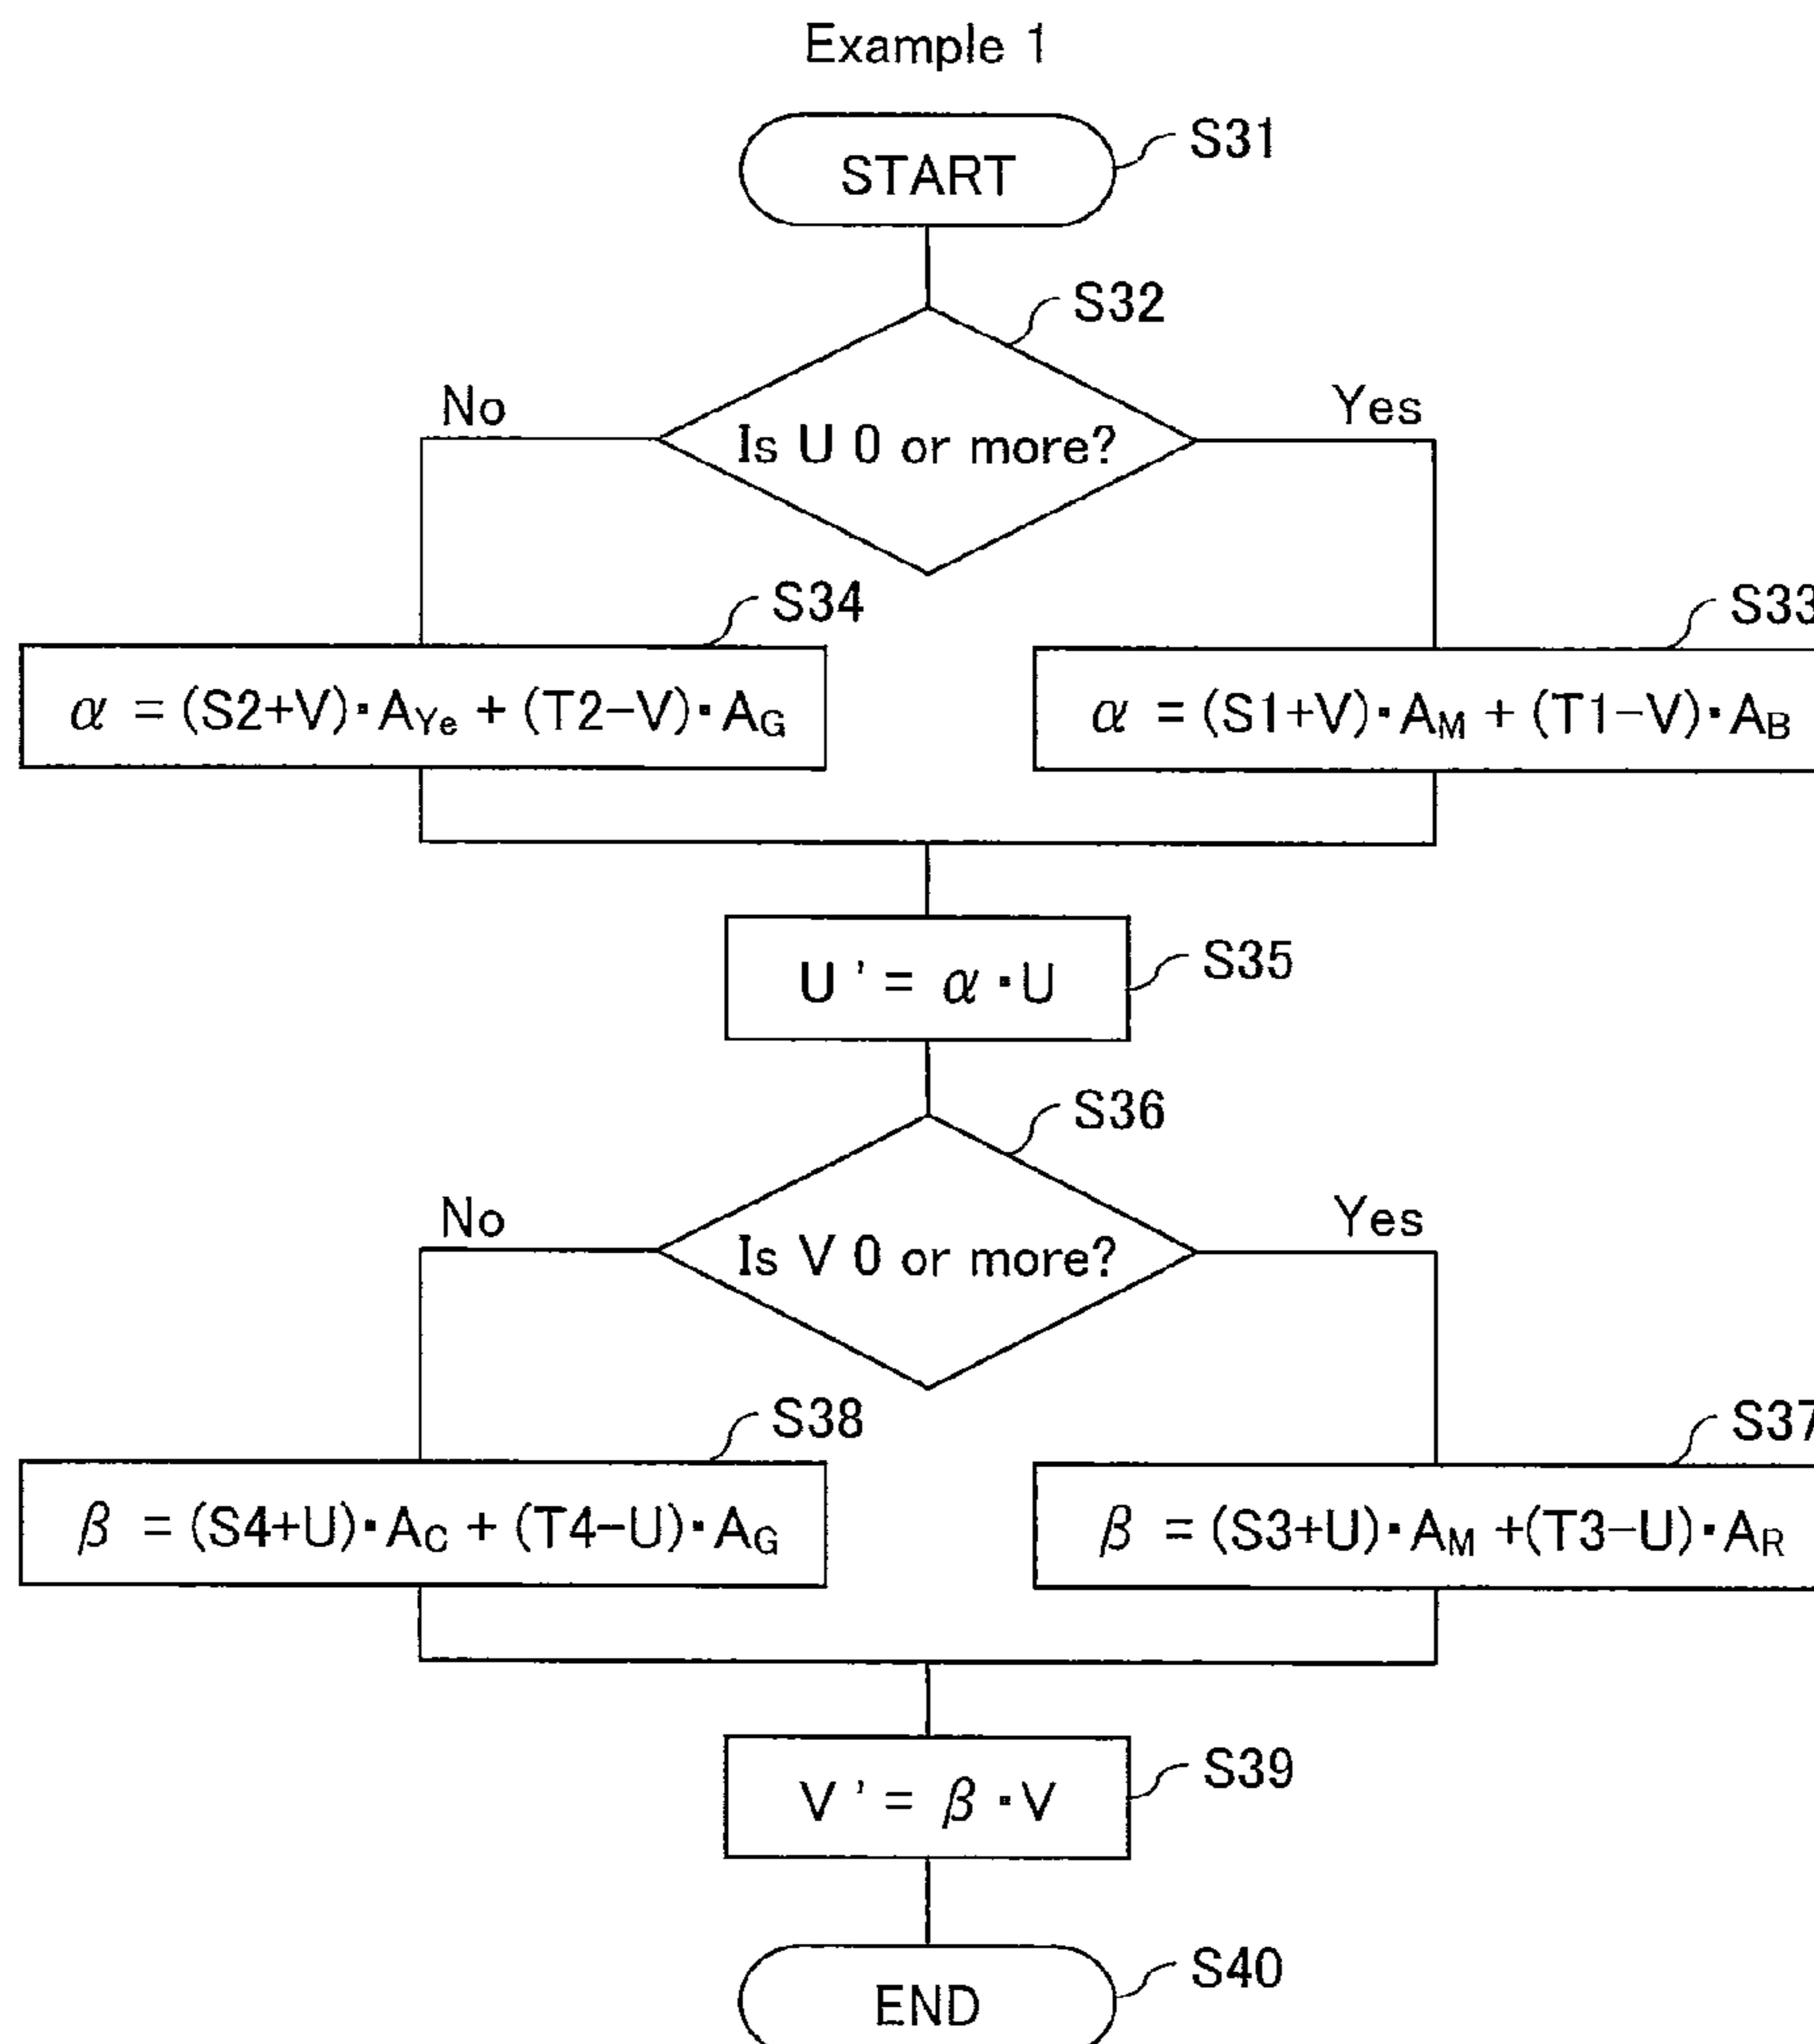 Example 1
START
S31
S32
No
Yes
Is U 0 or more?
S34
S33
α = (S2+V)·AYe + (T2−V)·AG
α = (S1+V)·AM + (T1−V)·AB
U' = α·U
S35
S36
No
Yes
Is V 0 or more?
S38
S37
β = (S4+U)·AC + (T4−U)·AG
β = (S3+U)·AM +(T3−U)·AR
V' = β·V
S39
S40
END